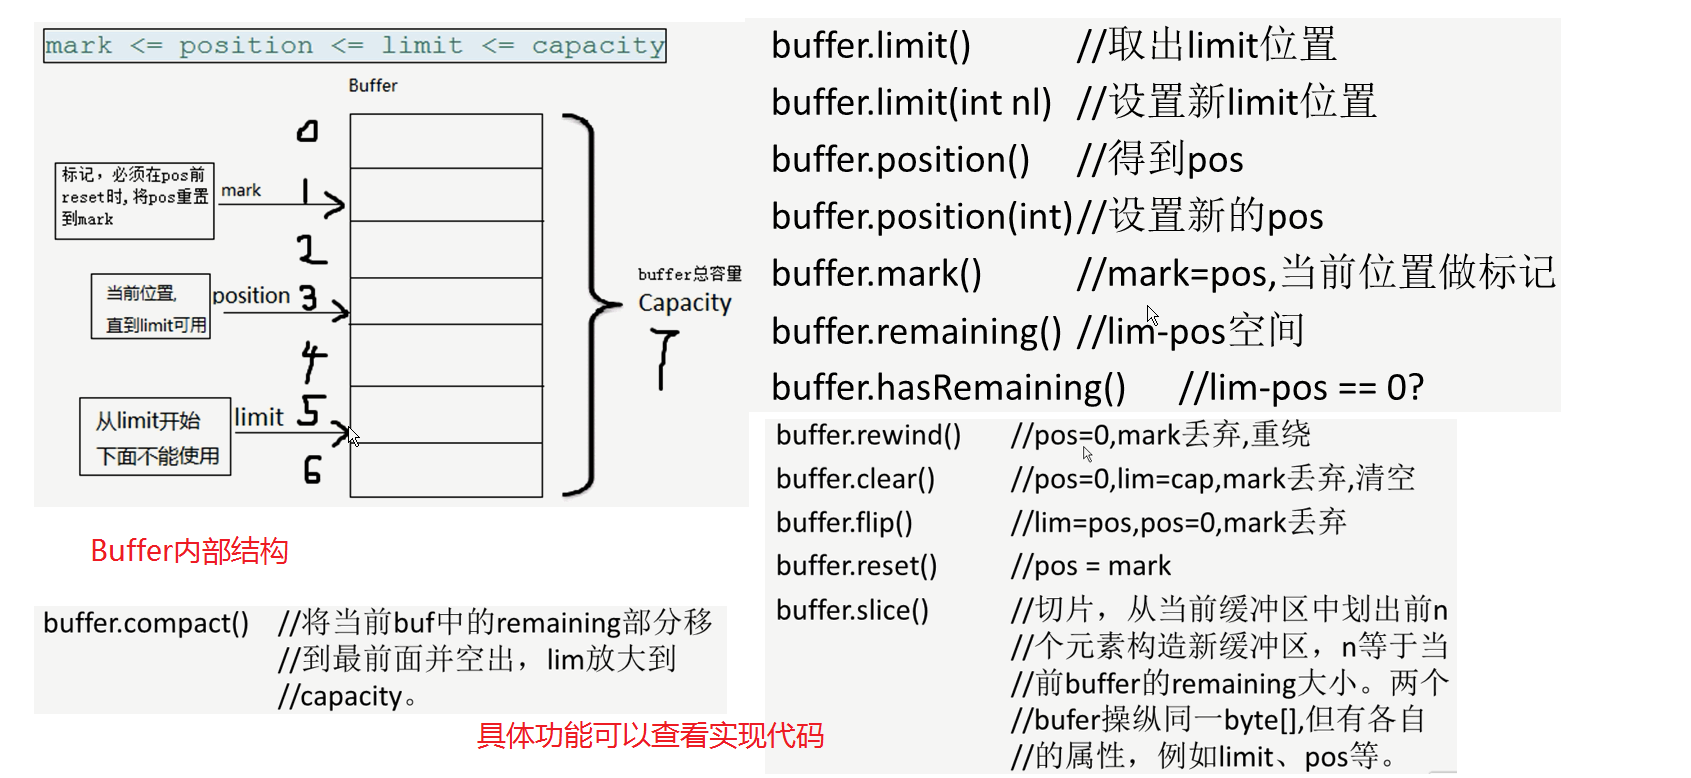 mark <= position <= limit <= capacity
Buffer
0
标记，必须在pos前
reset时,将pos重置
到mark
mark
1
2
当前位置,
直到limit可用
position
3
4
从limit开始
下面不能使用
limit
5
6
buffer总容量
Capacity
7
Buffer内部结构
buffer.compact() //将当前buf中的remaining部分移
//到最前面并空出，lim放大到
//capacity。
buffer.limit() //取出limit位置
buffer.limit(int nl) //设置新limit位置
buffer.position() //得到pos
buffer.position(int)//设置新的pos
buffer.mark() //mark=pos,当前位置做标记
buffer.remaining() //lim-pos空间
buffer.hasRemaining() //lim-pos == 0?
buffer.rewind() //pos=0,mark丢弃,重绕
buffer.clear() //pos=0,lim=cap,mark丢弃,清空
buffer.flip() //lim=pos,pos=0,mark丢弃
buffer.reset() //pos = mark
buffer.slice() //切片，从当前缓冲区中划出前n
//个元素构造新缓冲区，n等于当
//前buffer的remaining大小。两个
//bufer操纵同一byte[],但有各自
//的属性，例如limit、pos等。
具体功能可以查看实现代码